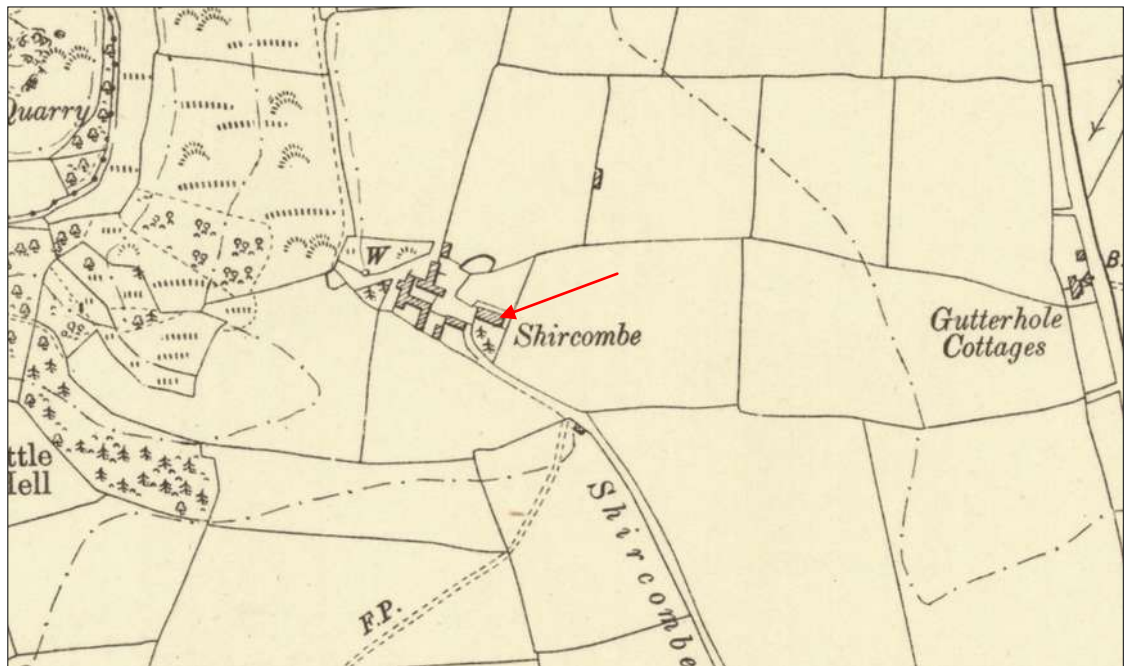 Quarry
W
B.
Shircombe
Gutterhole
Cottages
ttle
Hell
F.P.
Shircombe